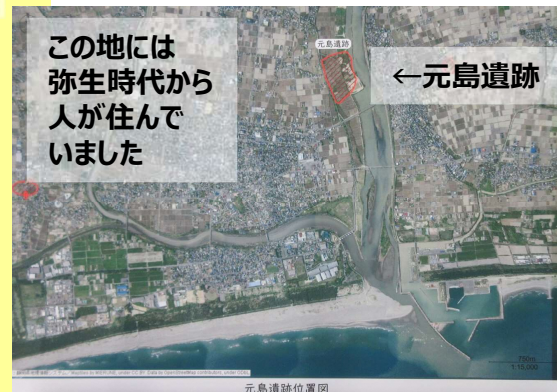 この地には
弥生時代から
人が住んで
いました
元島遺跡
←元島遺跡
750m
1:15,000
元島遺跡位置図